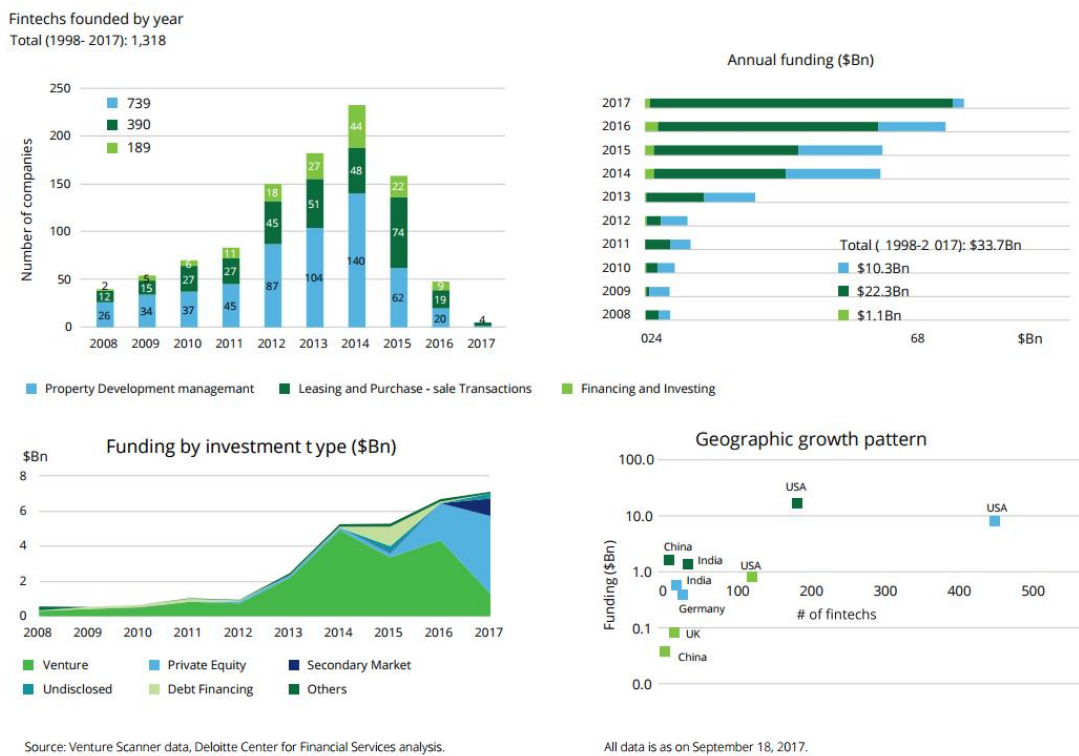 Fintechs founded by year
Total (1998- 2017): 1,318
250
200
150
100
50
0
Number of companies
739
390
189
2
12
26
5
15
34
6
27
37
11
27
45
18
45
87
27
51
104
44
48
140
22
74
62
9
19
20
4
2008 2009 2010 2011 2012 2013 2014 2015 2016 2017
Annual funding ($Bn)
2017
2016
2015
2014
2013
2012
2011
2010
2009
2008
Total ( 1998-2 017): $33.7Bn
$10.3Bn
$22.3Bn
$1.1Bn
024 68 $Bn
Property Development managemant Leasing and Purchase - sale Transactions Financing and Investing
Funding by investment t ype ($Bn)
$Bn
8
6
4
2
0
2008 2009 2010 2011 2012 2013 2014 2015 2016 2017
Venture Private Equity Secondary Market
Undisclosed Debt Financing Others
Geographic growth pattern
100.0
10.0
1.0
0.1
0.0
Funding ($Bn)
USA
USA
China
India
USA
India
Germany
0 100 200 300 400 500
# of fintechs
UK
China
Source: Venture Scanner data, Deloitte Center for Financial Services analysis.
All data is as on September 18, 2017.